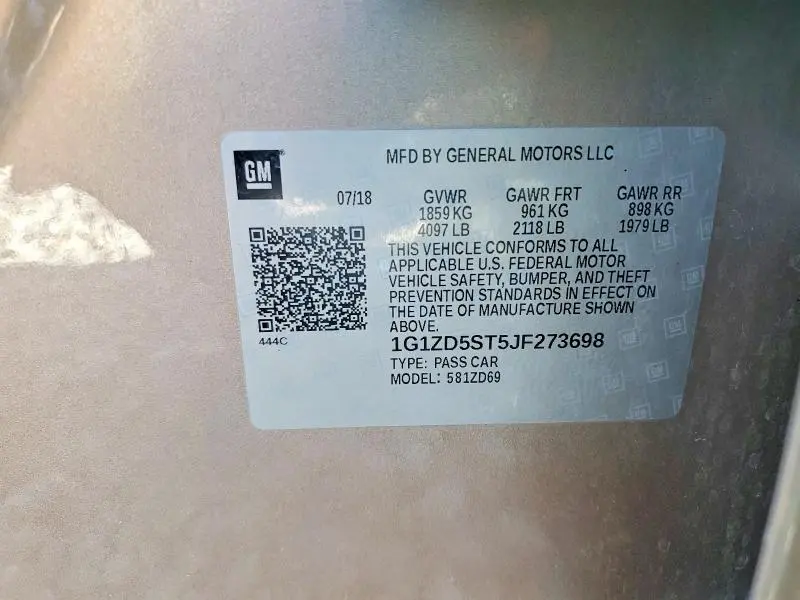 GM
MFD BY GENERAL MOTORS LLC
07/18 GVWR GAWR FRT GAWR RR
1859 KG 961 KG 898 KG
4097 LB 2118 LB 1979 LB
THIS VEHICLE CONFORMS TO ALL
APPLICABLE U.S. FEDERAL MOTOR
VEHICLE SAFETY, BUMPER, AND THEFT
PREVENTION STANDARDS IN EFFECT ON
THE DATE OF MANUFACTURE SHOWN
ABOVE.
444C
1G1ZD5ST5JF273698
TYPE: PASS CAR
MODEL: 581ZD69